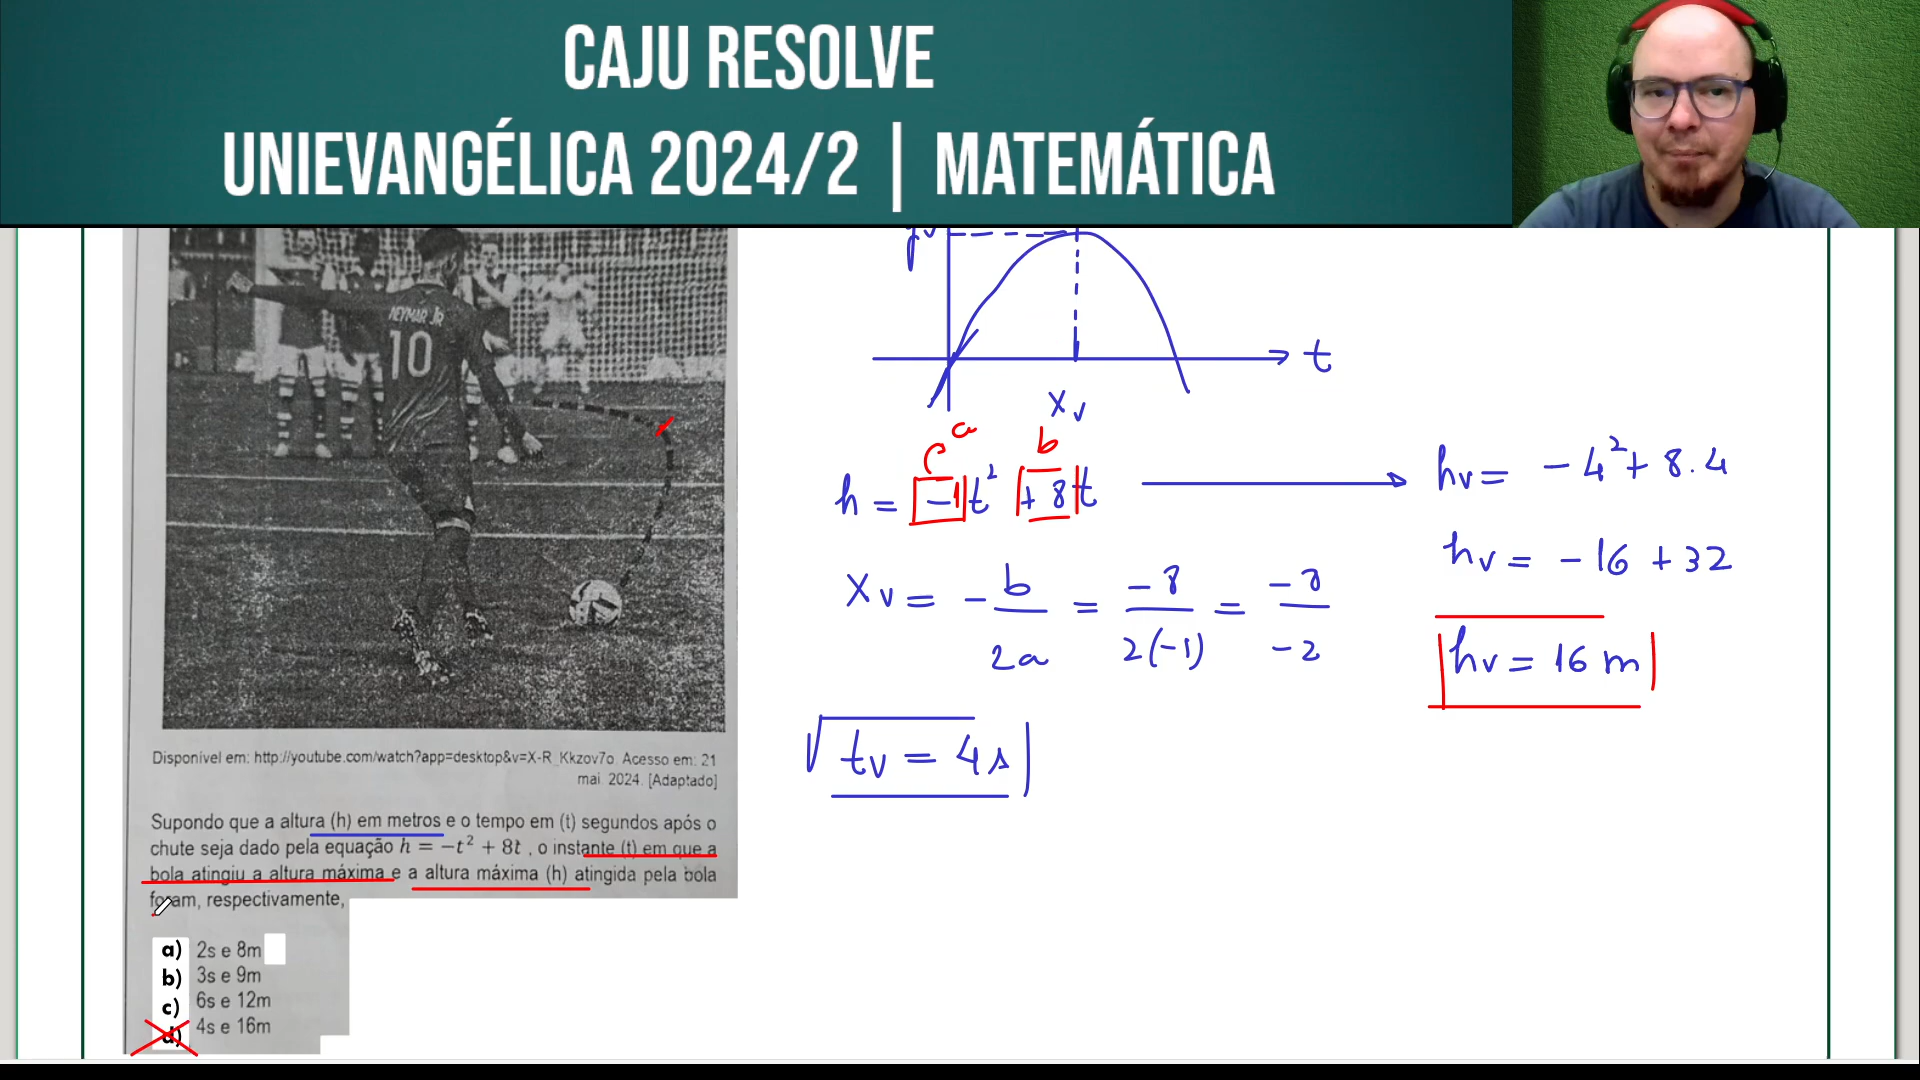 CAJU RESOLVE
UNIEVANGÉLICA 2024/2 | MATEMÁTICA
NEYMAR JR
10
Disponível em: http://youtube.com/watch?app=desktop&v=X-R_Kkzov7o. Acesso em: 21
mai 2024. [Adaptado]
Supondo que a altura (h) em metros e o tempo em (t) segundos após o
chute seja dado pela equação h = −t² + 8t , o instante (t) em que a
bola atingiu a altura máxima e a altura máxima (h) atingida pela bola
foram, respectivamente,
a) 2s e 8m
b) 3s e 9m
c) 6s e 12m
d) 4s e 16m
t
xv
a
b
h = −1 t² + 8 t
xv = − b/2a = −8/2(−1) = −8/−2
tv = 4s
hv = −4² + 8.4
hv = −16 + 32
hv = 16 m